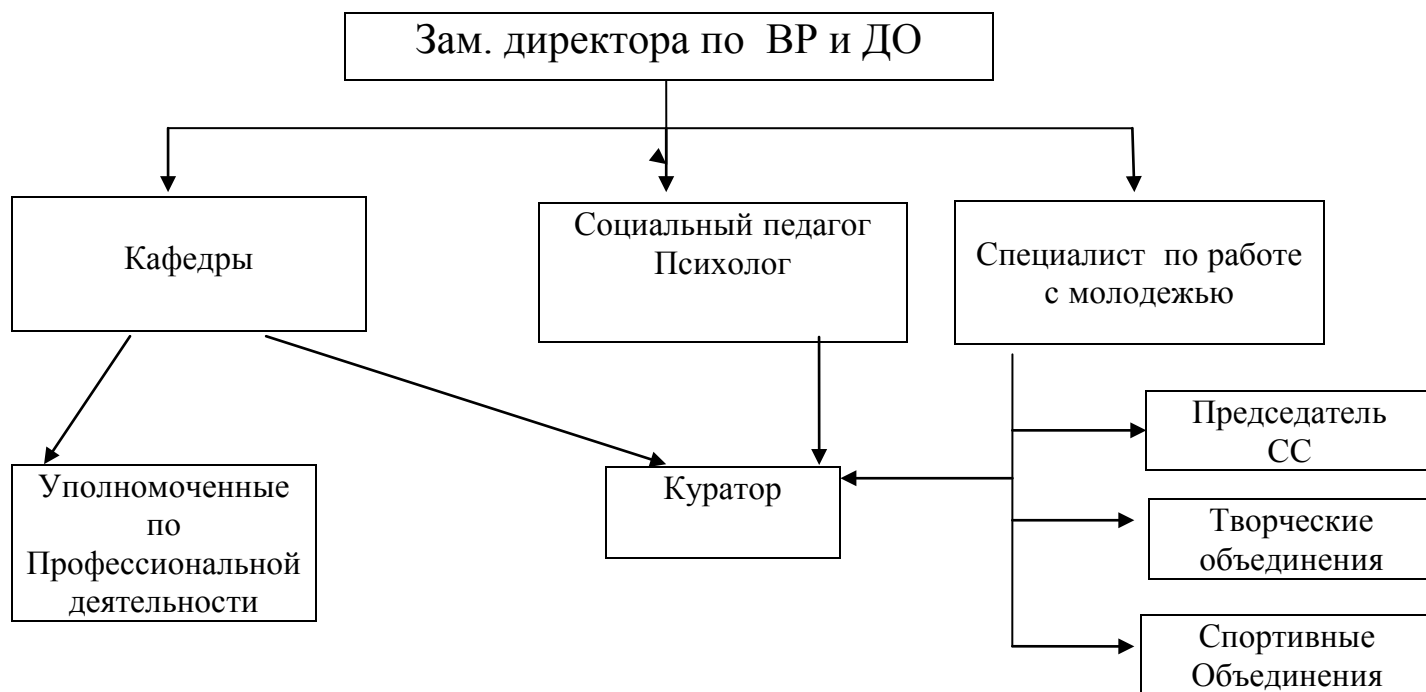 Зам. директора по ВР и ДО
Кафедры
Социальный педагог
Психолог
Специалист по работе
с молодежью
Председатель
СС
Уполномоченные
по
Профессиональной
деятельности
Куратор
Творческие
объединения
Спортивные
Объединения